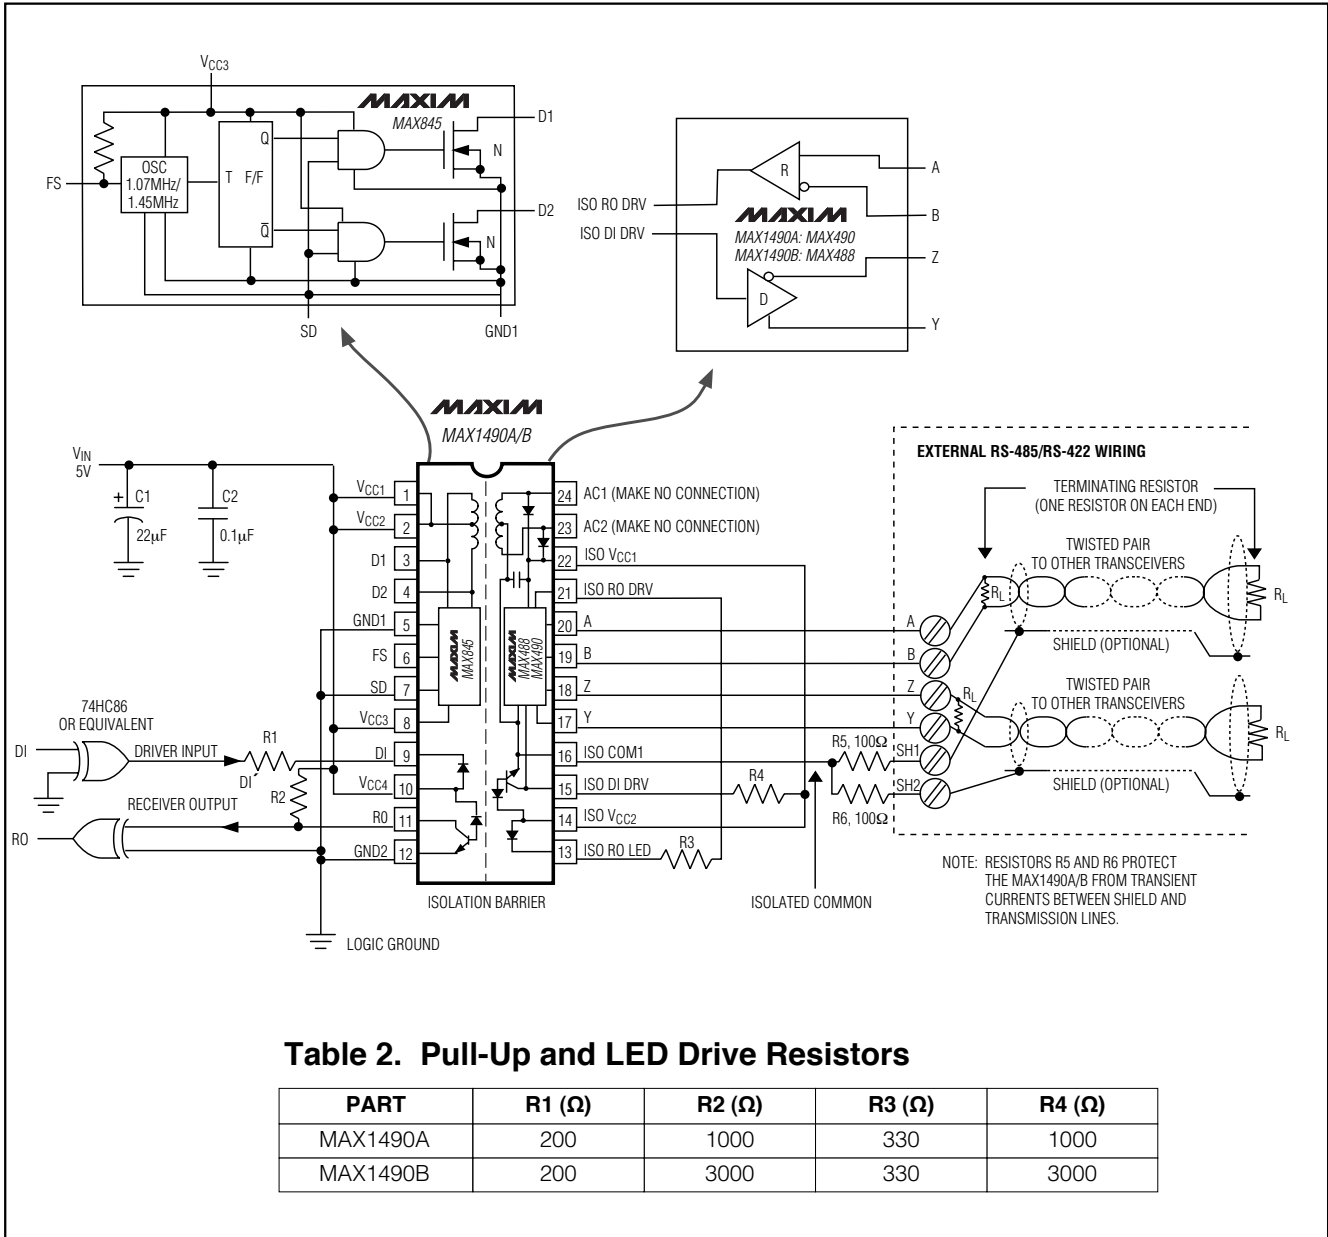 VCC3
MAXIM
MAX845
D1
N
Q
OSC
1.07MHz/
1.45MHz
T F/F
FS
Q̅
D2
N
SD
GND1
A
R
ISO RO DRV
B
MAXIM
ISO DI DRV
MAX1490A: MAX490
MAX1490B: MAX488
Z
D
Y
MAXIM
MAX1490A/B
VIN
5V
C1
22µF
C2
0.1µF
VCC1
1
VCC2
2
D1
3
D2
4
GND1
5
FS
6
SD
7
VCC3
8
DI
9
VCC4
10
RO
11
GND2
12
MAXIM
MAX845
MAXIM
MAX488
MAX490
24 AC1 (MAKE NO CONNECTION)
23 AC2 (MAKE NO CONNECTION)
22 ISO VCC1
21 ISO RO DRV
20 A
19 B
18 Z
17 Y
16 ISO COM1
15 ISO DI DRV
14 ISO VCC2
13 ISO RO LED
ISOLATION BARRIER
74HC86
OR EQUIVALENT
DI
DRIVER INPUT
R1
DI´
R2
RECEIVER OUTPUT
RO
LOGIC GROUND
R3
R4
R5, 100Ω
R6, 100Ω
ISOLATED COMMON
EXTERNAL RS-485/RS-422 WIRING
TERMINATING RESISTOR
(ONE RESISTOR ON EACH END)
TWISTED PAIR
TO OTHER TRANSCEIVERS
RL
RL
A
SHIELD (OPTIONAL)
B
Z
RL
TWISTED PAIR
TO OTHER TRANSCEIVERS
Y
RL
SH1
SHIELD (OPTIONAL)
SH2
NOTE: RESISTORS R5 AND R6 PROTECT
THE MAX1490A/B FROM TRANSIENT
CURRENTS BETWEEN SHIELD AND
TRANSMISSION LINES.
Table 2. Pull-Up and LED Drive Resistors
PART R1 (Ω) R2 (Ω) R3 (Ω) R4 (Ω)
MAX1490A 200 1000 330 1000
MAX1490B 200 3000 330 3000